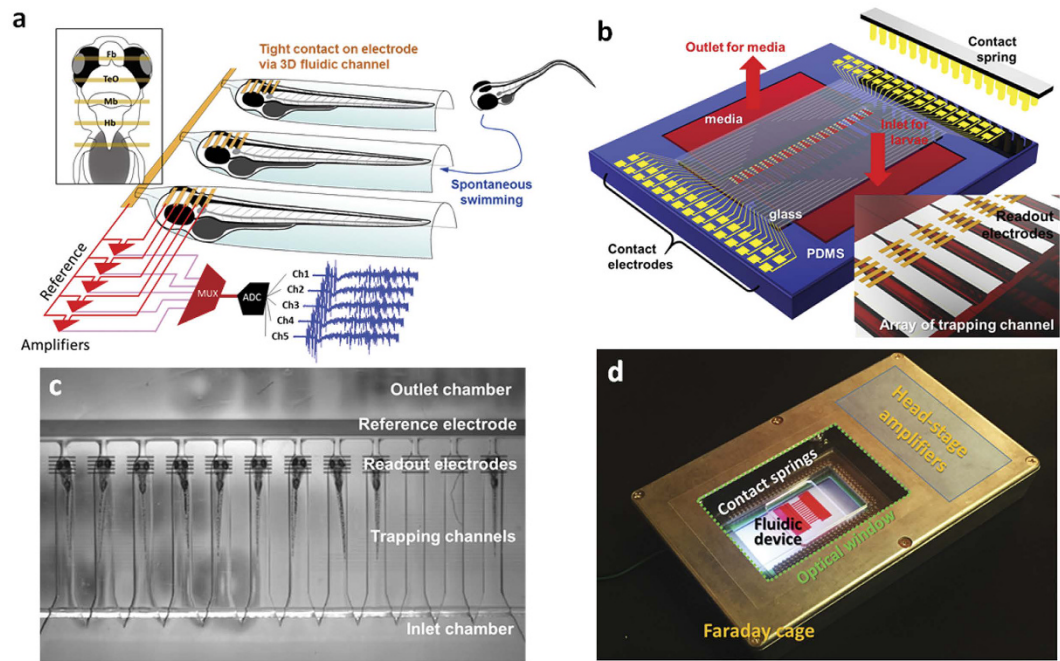 a
Fb
TeO
Mb
Hb
Tight contact on electrode
via 3D fluidic channel
Spontaneous
swimming
Reference
Amplifiers
MUX
ADC
Ch1
Ch2
Ch3
Ch4
Ch5
b
Contact
spring
Outlet for media
media
Inlet for
larvae
glass
PDMS
Contact
electrodes
Readout
electrodes
Array of trapping channel
c
Outlet chamber
Reference electrode
Readout electrodes
Trapping channels
Inlet chamber
d
Head-stage
amplifiers
Contact springs
Fluidic
device
Optical window
Faraday cage